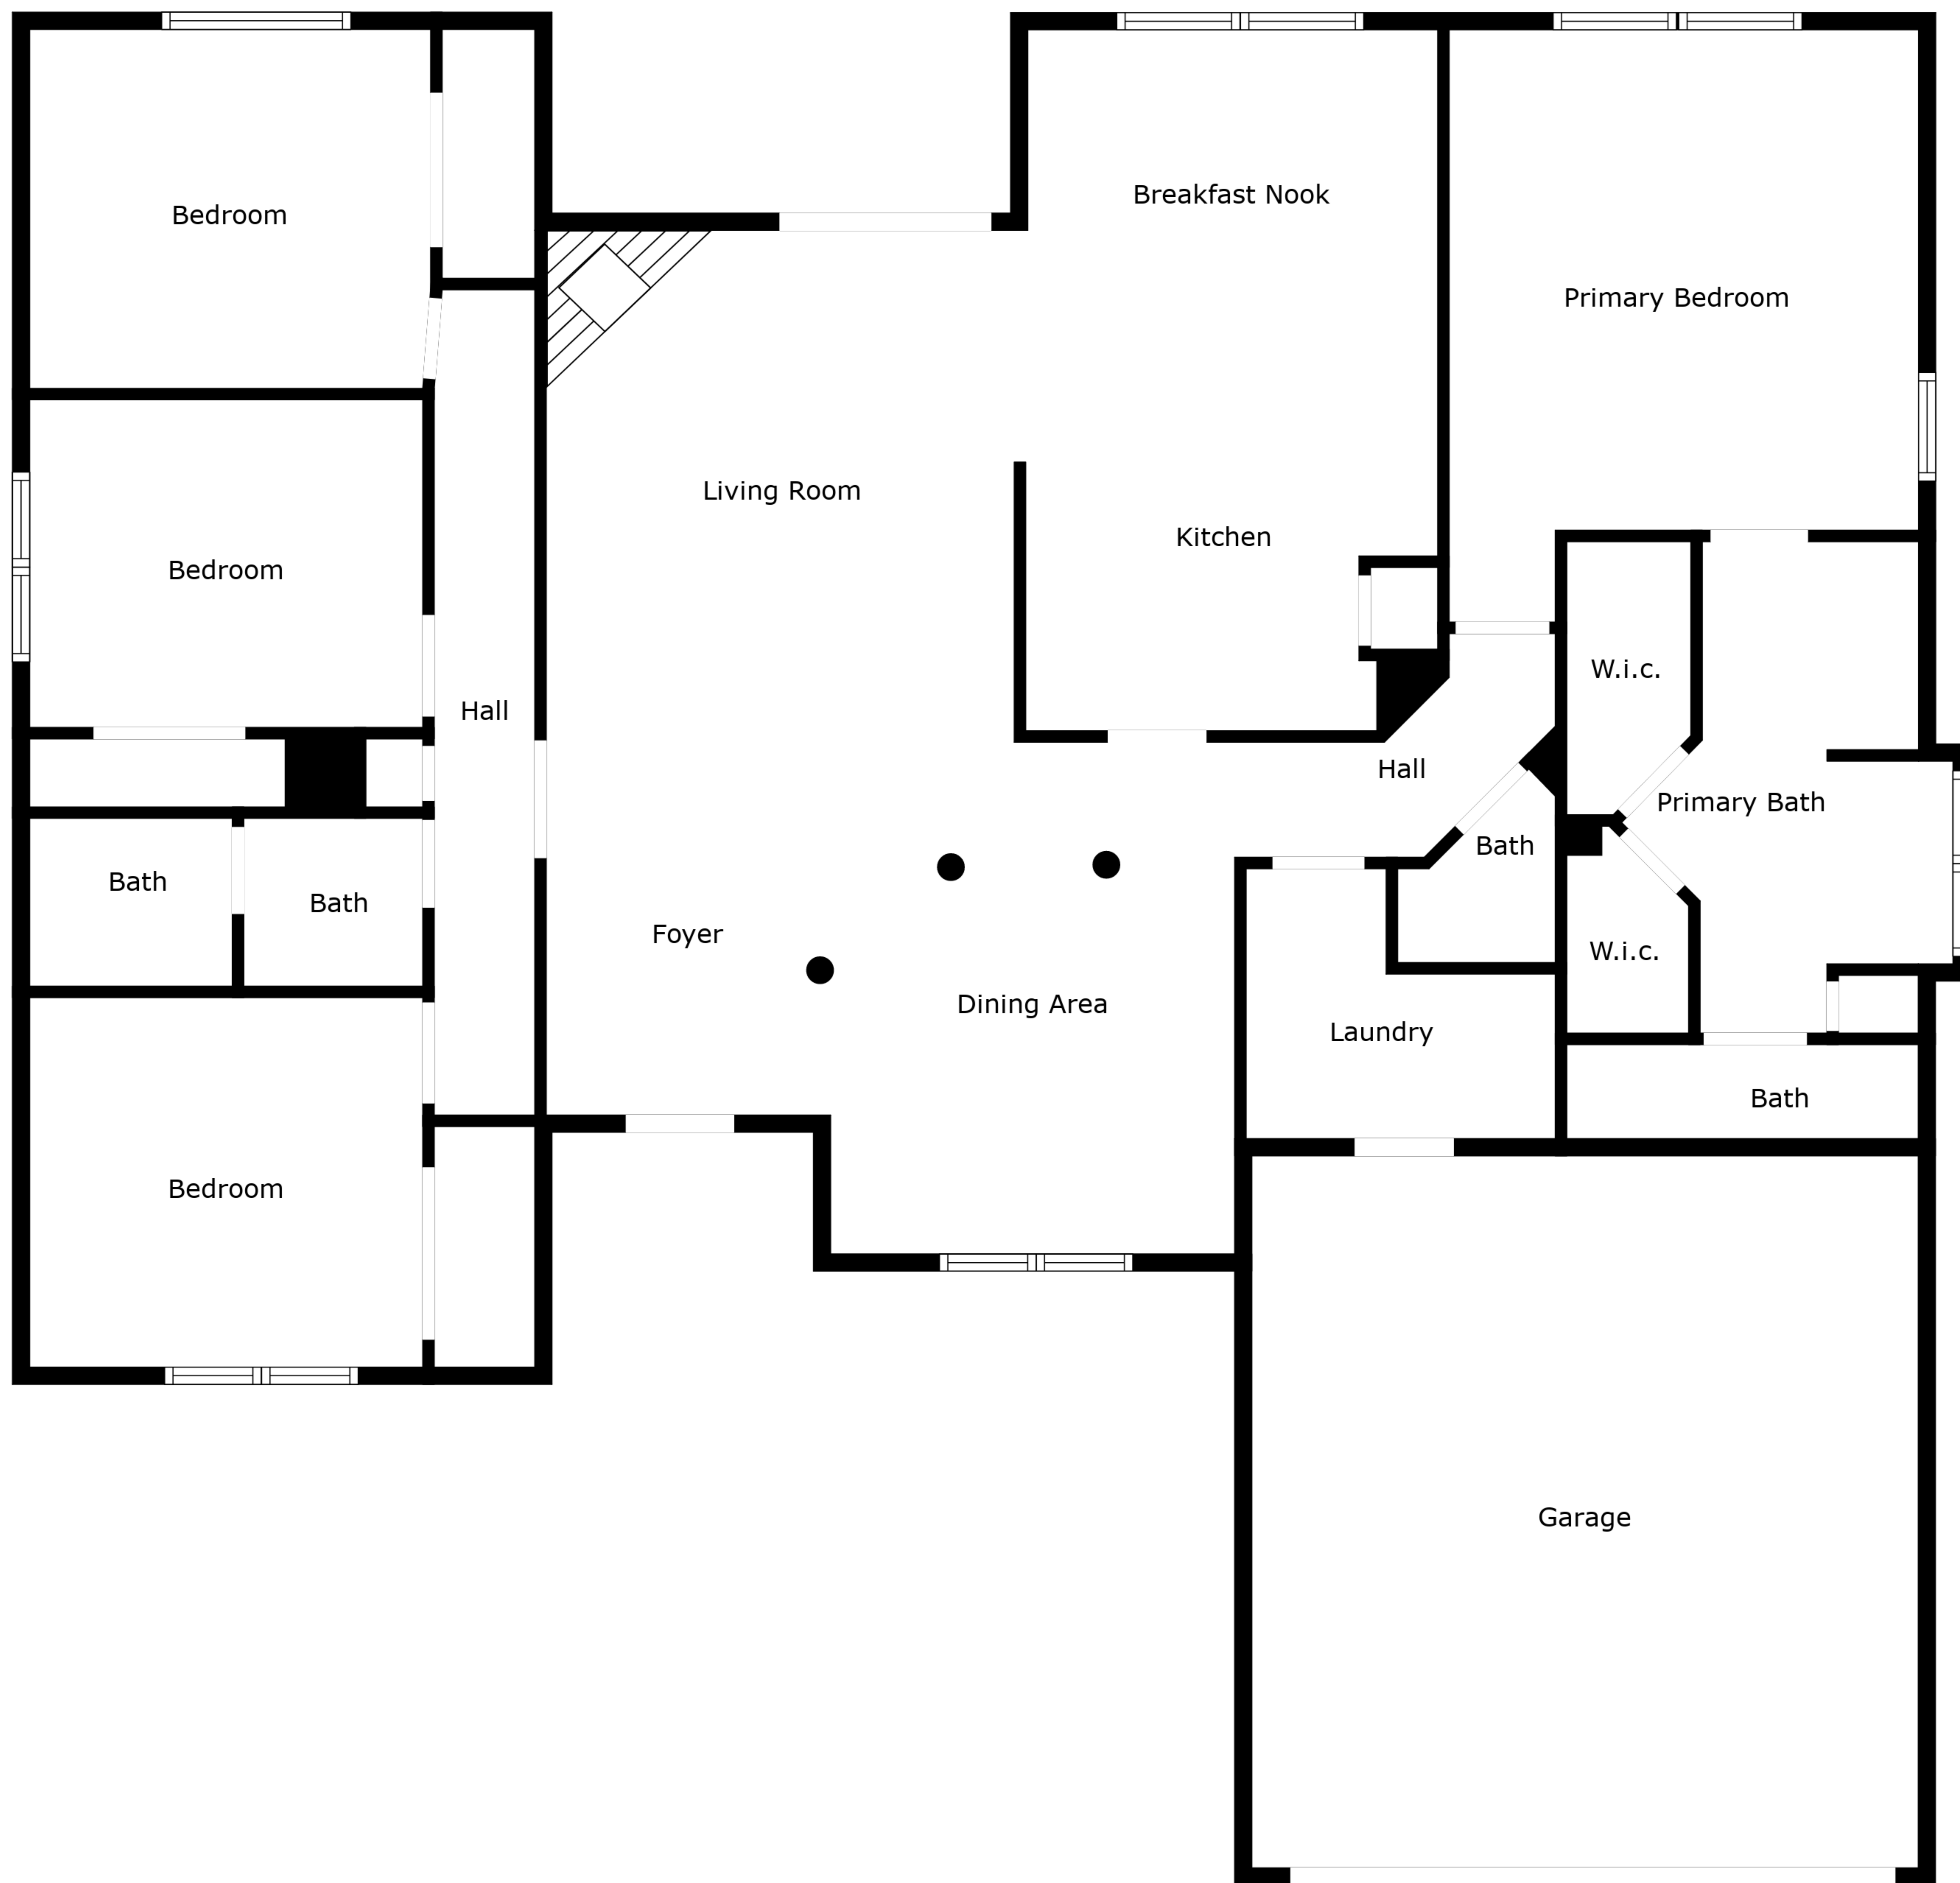 Breakfast Nook
Bedroom
Primary Bedroom
Living Room
Kitchen
Bedroom
W.i.c.
Hall
Hall
Primary Bath
Bath
Bath
Bath
Foyer
W.i.c.
Dining Area
Laundry
Bath
Bedroom
Garage